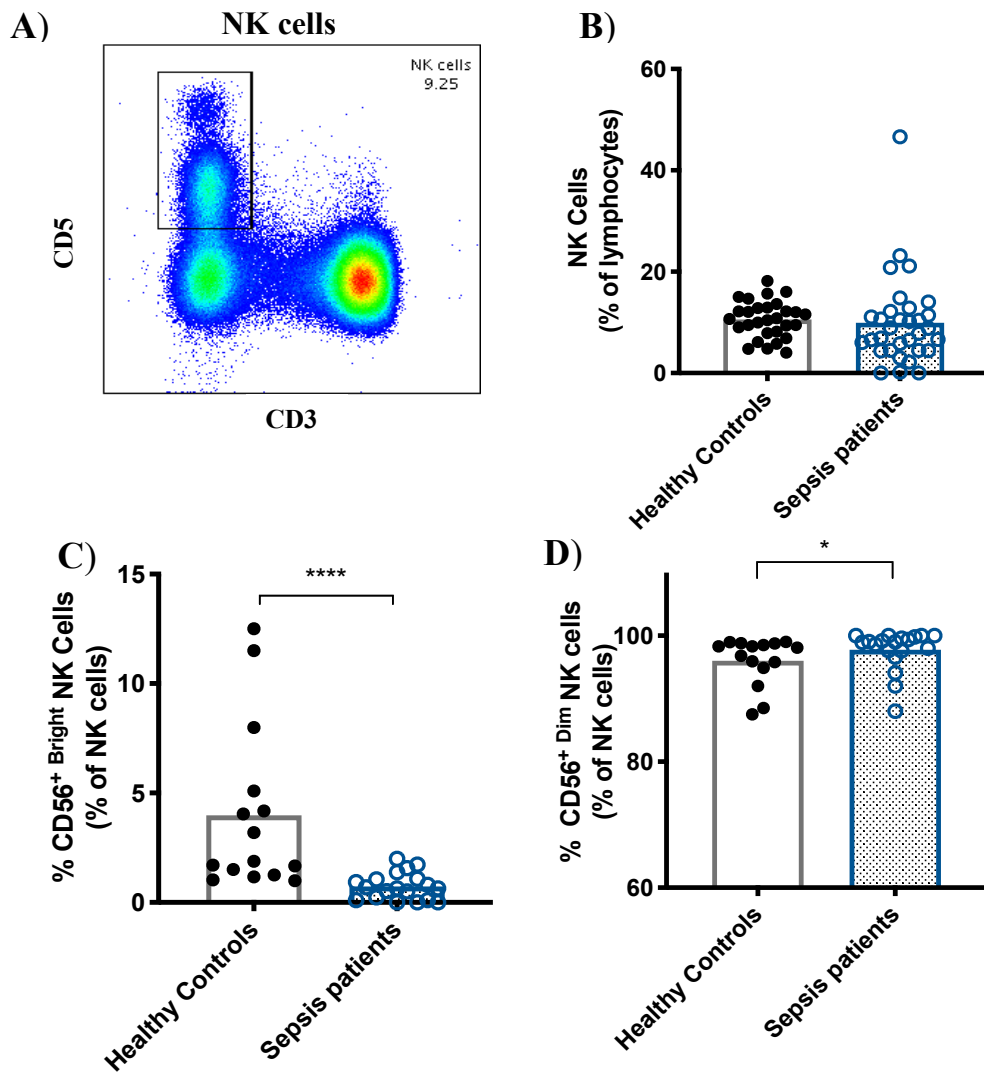 A)
NK cells
NK cells
9.25
CD5
CD3
B)
NK Cells
(% of lymphocytes)
60
40
20
0
Healthy Controls
Sepsis patients
C)
% CD56+ Bright NK Cells
(% of NK cells)
15
10
5
0
****
Healthy Controls
Sepsis patients
D)
% CD56+ Dim NK cells
(% of NK cells)
100
80
60
*
Healthy Controls
Sepsis patients